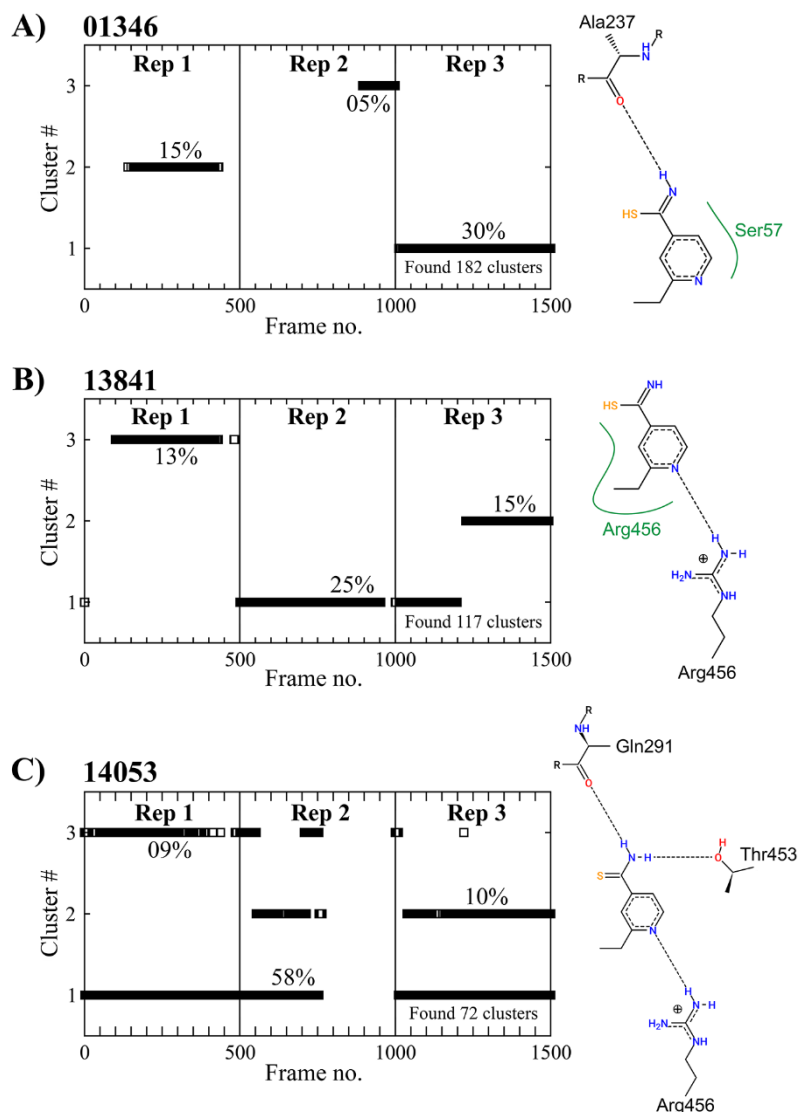 A) 01346
Rep 1 Rep 2 Rep 3
Cluster #
3
2
1
05%
15%
30%
Found 182 clusters
0 500 1000 1500
Frame no.
Ala237
H
N R
R
O
H
N
HS
N
Ser57
B) 13841
Rep 1 Rep 2 Rep 3
Cluster #
3
2
1
13%
15%
25%
Found 117 clusters
0 500 1000 1500
Frame no.
NH
HS
N
Arg456
H
N-H
⊕
H₂N NH
Arg456
C) 14053
Rep 1 Rep 2 Rep 3
Cluster #
3
2
1
09%
10%
58%
Found 72 clusters
0 500 1000 1500
Frame no.
R
NH
Gln291
R
O
H
N-H
H
O
Thr453
S
N
H
N-H
⊕
H₂N NH
Arg456